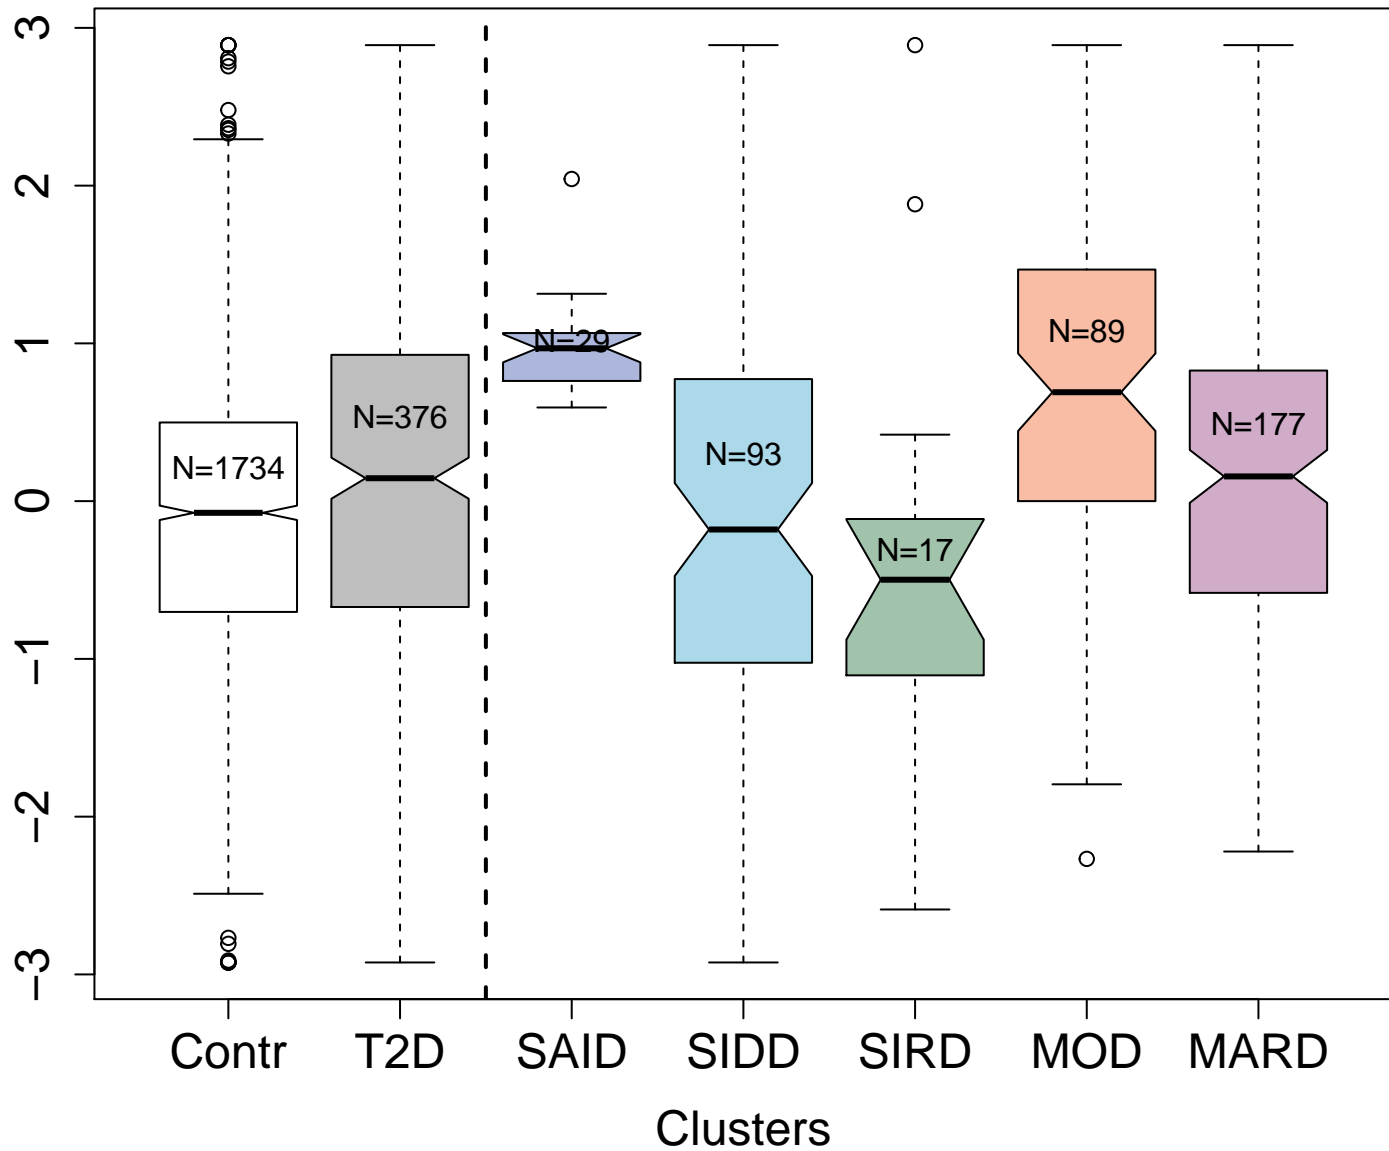 3
2
1
0
−1
−2
−3
N=1734
N=376
N=29
N=93
N=17
N=89
N=177
Contr T2D SAID SIDD SIRD MOD MARD
Clusters